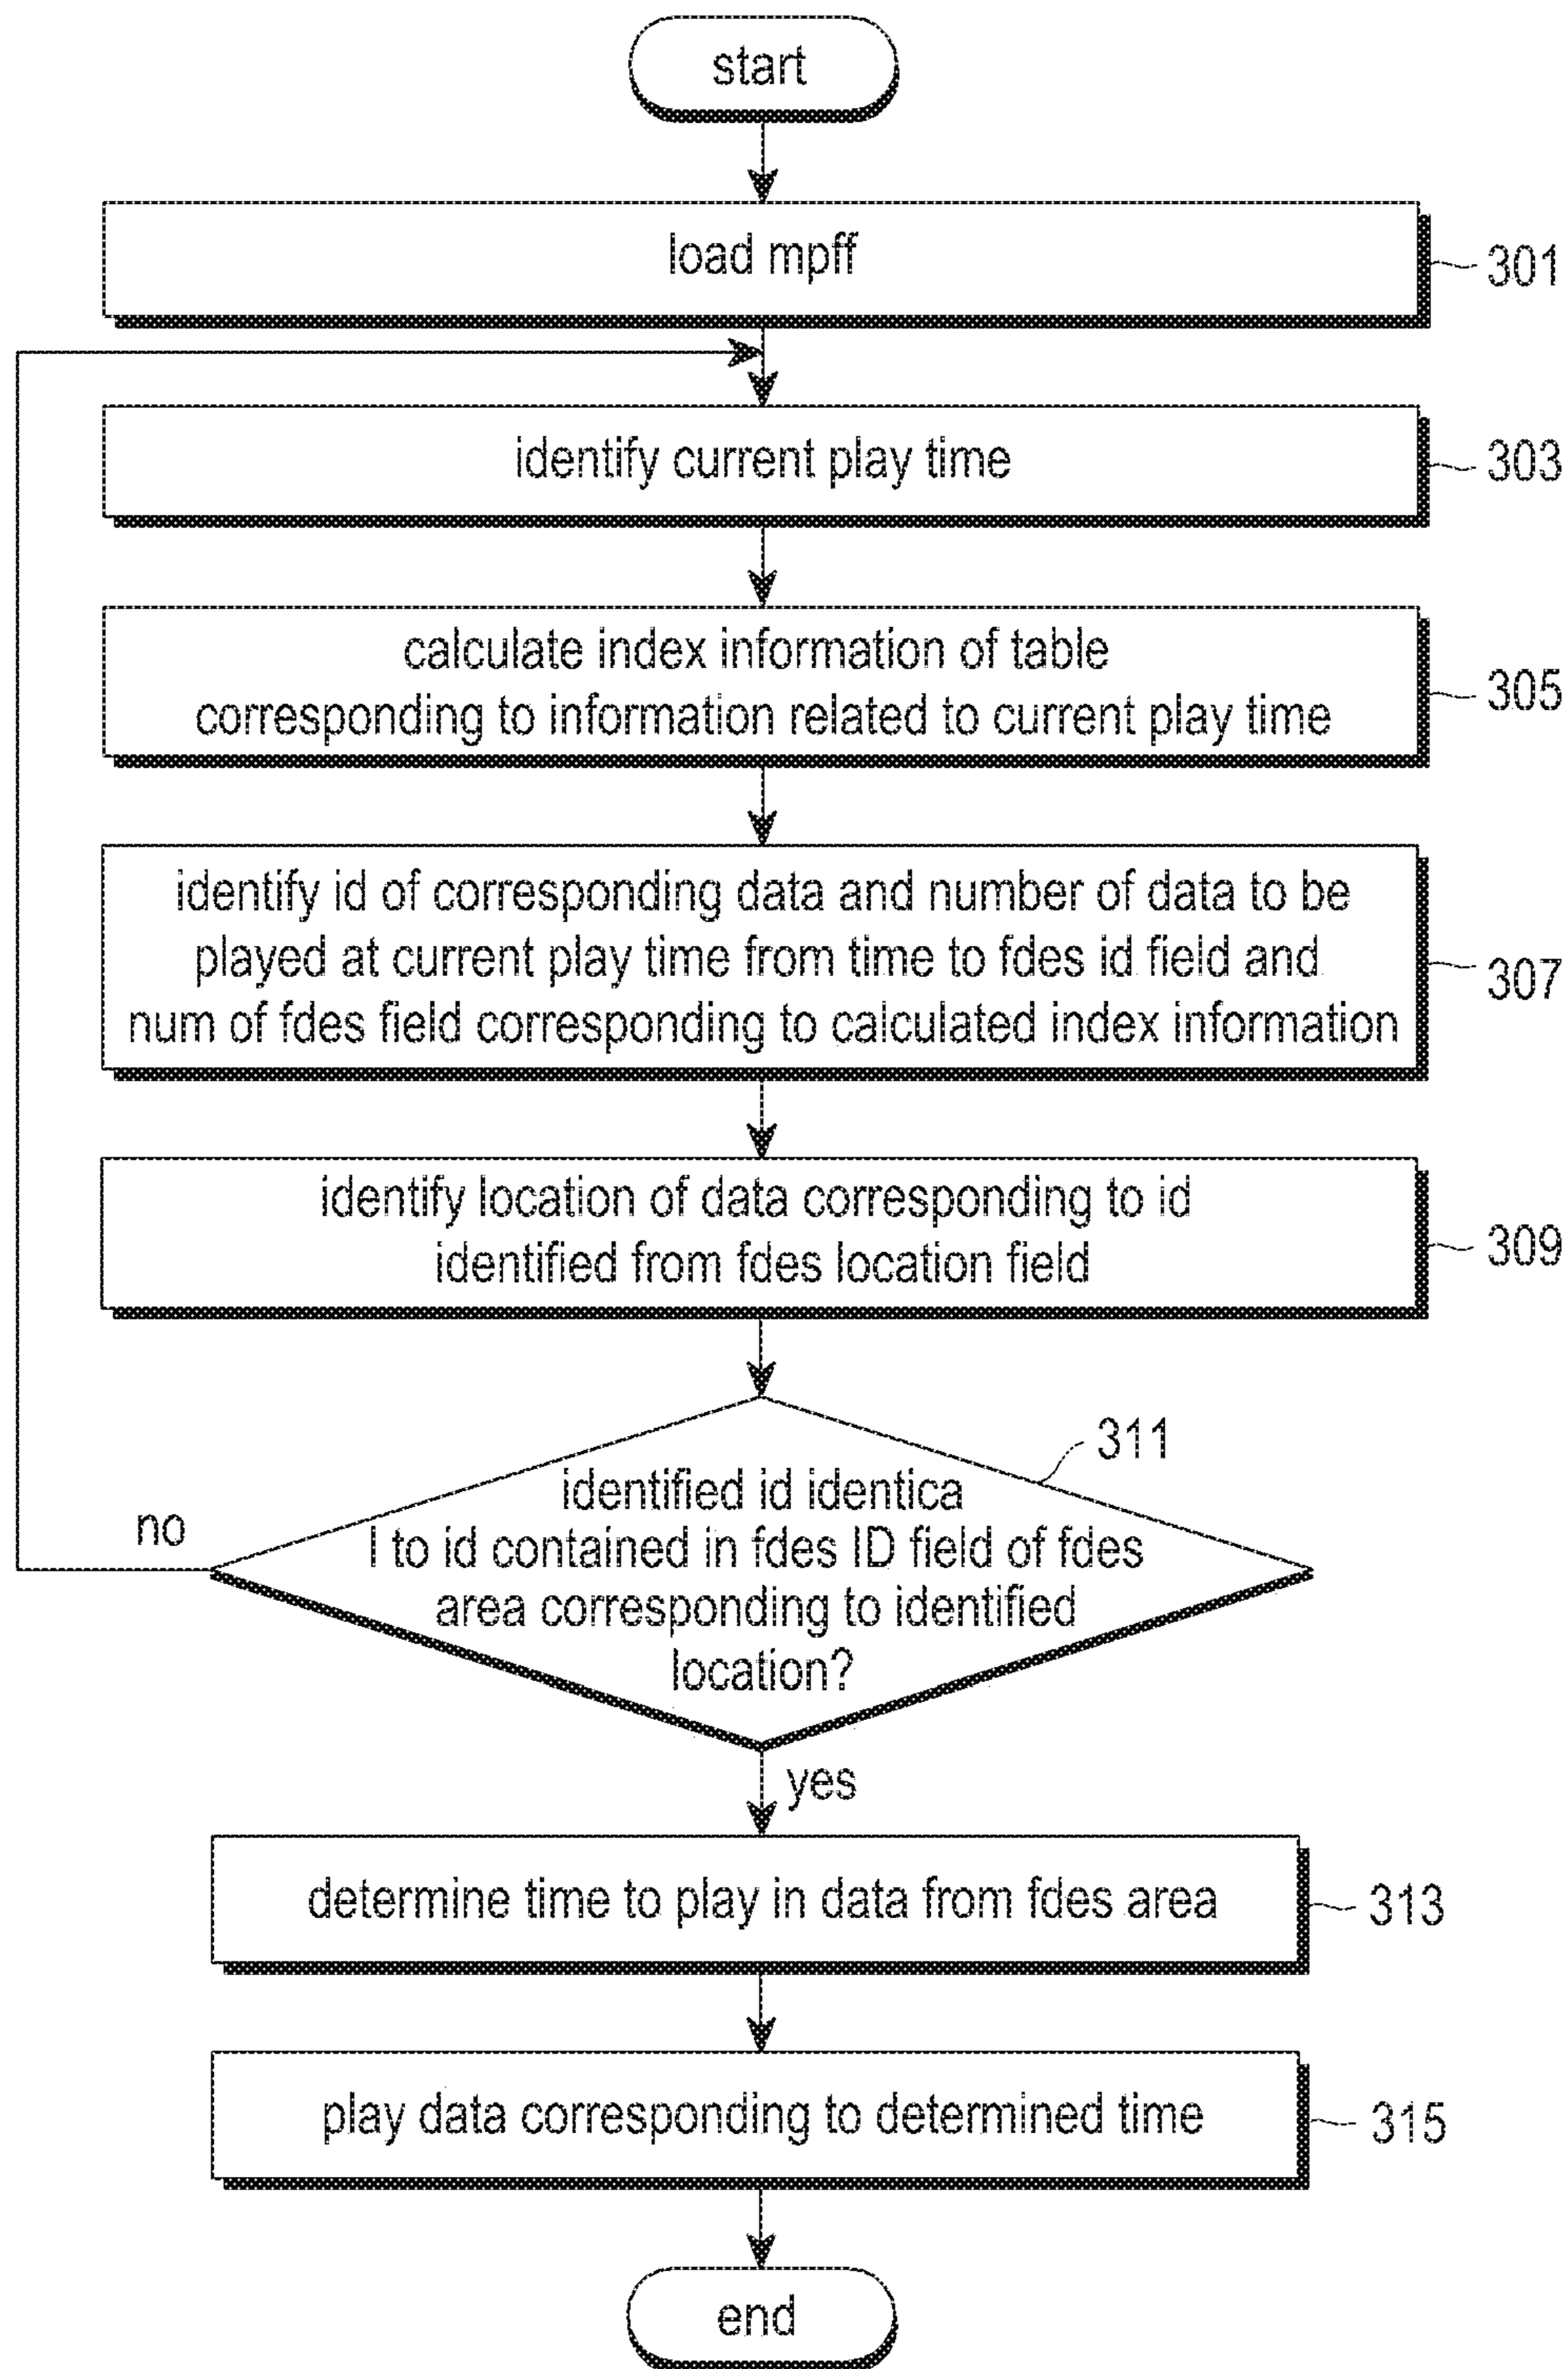 start
load mpff
301
identify current play time
303
calculate index information of table
corresponding to information related to current play time
305
identify id of corresponding data and number of data to be
played at current play time from time to fdes id field and
num of fdes field corresponding to calculated index information
307
identify location of data corresponding to id
identified from fdes location field
309
311
identified id identica
l to id contained in fdes ID field of fdes
area corresponding to identified
location?
no
yes
determine time to play in data from fdes area
313
play data corresponding to determined time
315
end